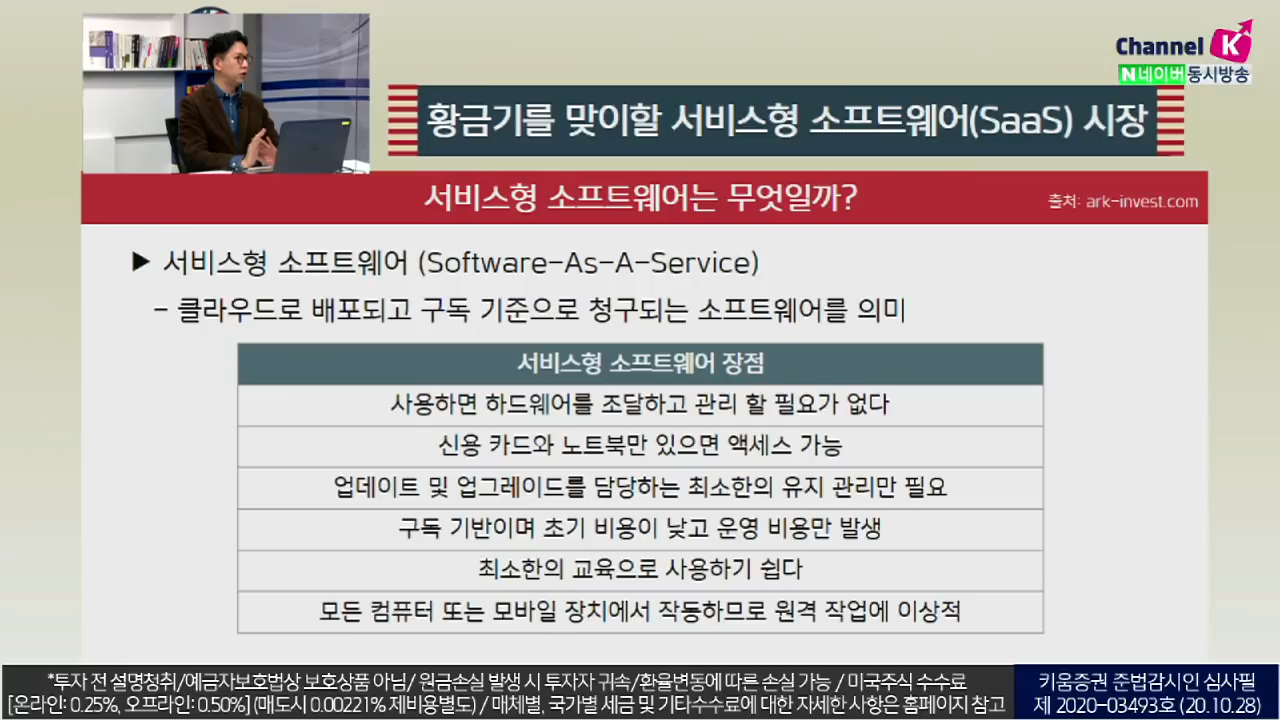 Channel K
N 네이버 동시방송
황금기를 맞이할 서비스형 소프트웨어(SaaS) 시장
서비스형 소프트웨어는 무엇일까?
출처: ark-invest.com
▶ 서비스형 소프트웨어 (Software-As-A-Service)
- 클라우드로 배포되고 구독 기준으로 청구되는 소프트웨어를 의미
서비스형 소프트웨어 장점
사용하면 하드웨어를 조달하고 관리 할 필요가 없다
신용 카드와 노트북만 있으면 액세스 가능
업데이트 및 업그레이드를 담당하는 최소한의 유지 관리만 필요
구독 기반이며 초기 비용이 낮고 운영 비용만 발생
최소한의 교육으로 사용하기 쉽다
모든 컴퓨터 또는 모바일 장치에서 작동하므로 원격 작업에 이상적
*투자 전 설명청취/예금자보호법상 보호상품 아님/ 원금손실 발생 시 투자자 귀속/환율변동에 따른 손실 가능 / 미국주식 수수료
[온라인: 0.25%, 오프라인: 0.50%] (매도시 0.00221% 제비용별도) / 매체별, 국가별 세금 및 기타수수료에 대한 자세한 사항은 홈페이지 참고
키움증권 준법감시인 심사필
제 2020-03493호 (20.10.28)